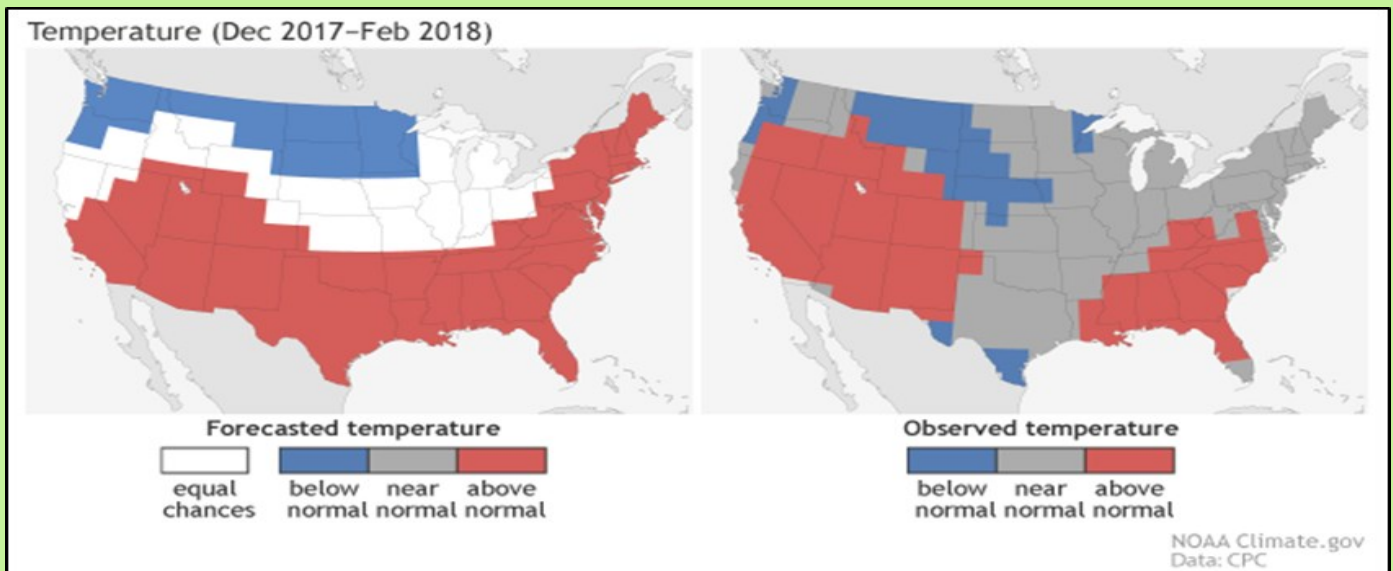 Temperature (Dec 2017–Feb 2018)
Forecasted temperature
equal chances
below normal
near normal
above normal
Observed temperature
below normal
near normal
above normal
NOAA Climate.gov
Data: CPC